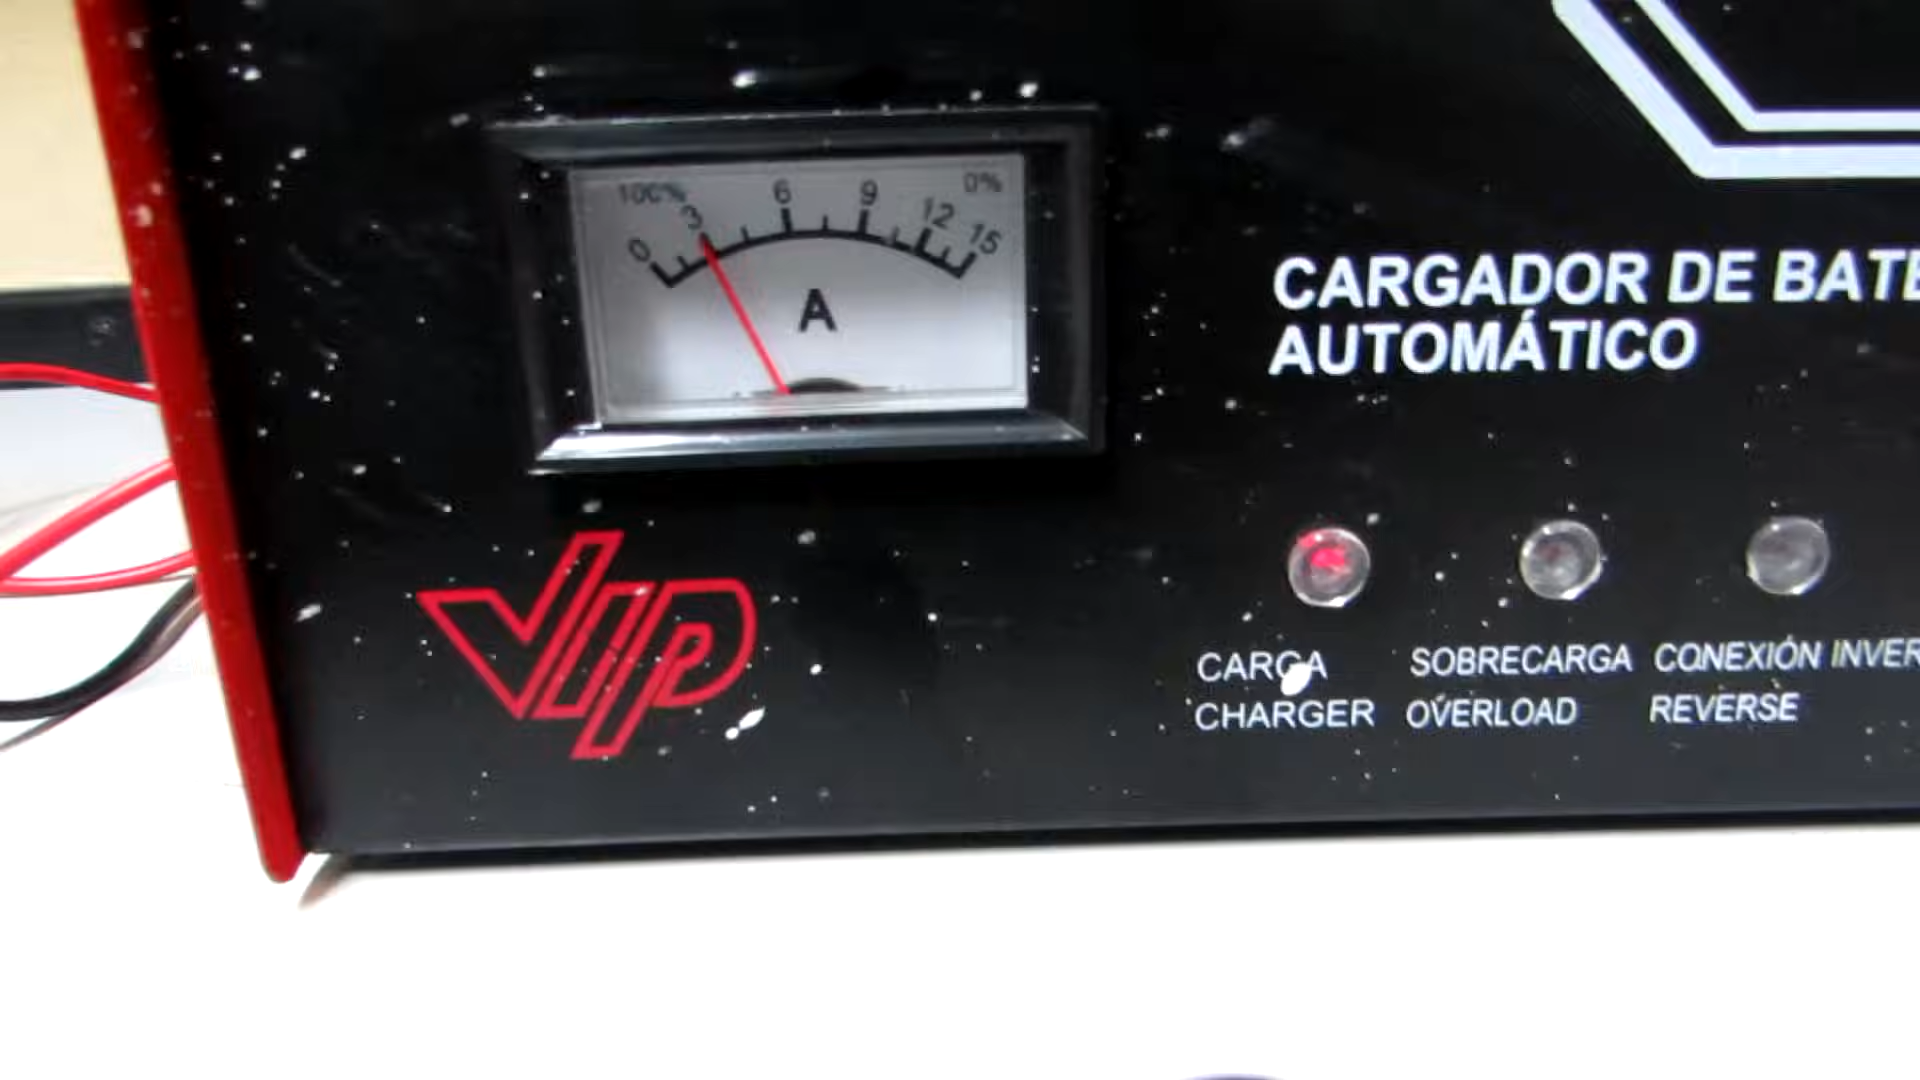 100% 0%
0 3 6 9 12 15
A
CARGADOR DE BATE
AUTOMÁTICO
VIP
CARGA SOBRECARGA CONEXIÓN INVER
CHARGER OVERLOAD REVERSE